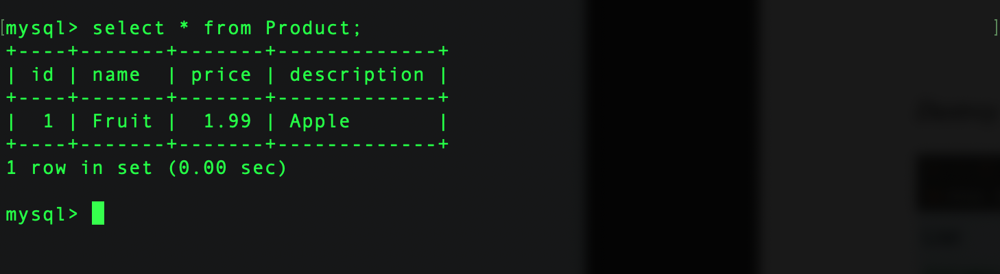 [mysql> select * from Product; ]
+----+-------+-------+-------------+
| id | name  | price | description |
+----+-------+-------+-------------+
|  1 | Fruit |  1.99 | Apple       |
+----+-------+-------+-------------+
1 row in set (0.00 sec)
mysql>